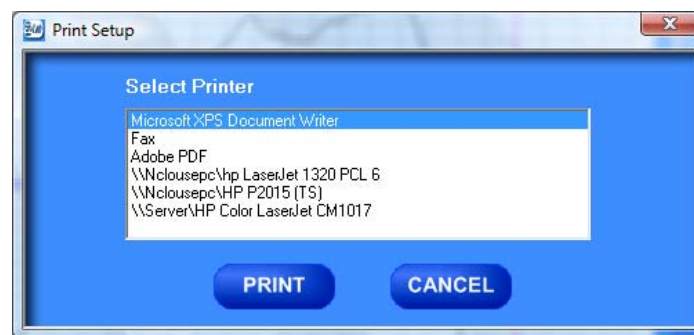 Print Setup
Select Printer
Microsoft XPS Document Writer
Fax
Adobe PDF
\\Nclousepc\hp LaserJet 1320 PCL 6
\\Nclousepc\HP P2015 (TS)
\\Server\HP Color LaserJet CM1017
PRINT
CANCEL